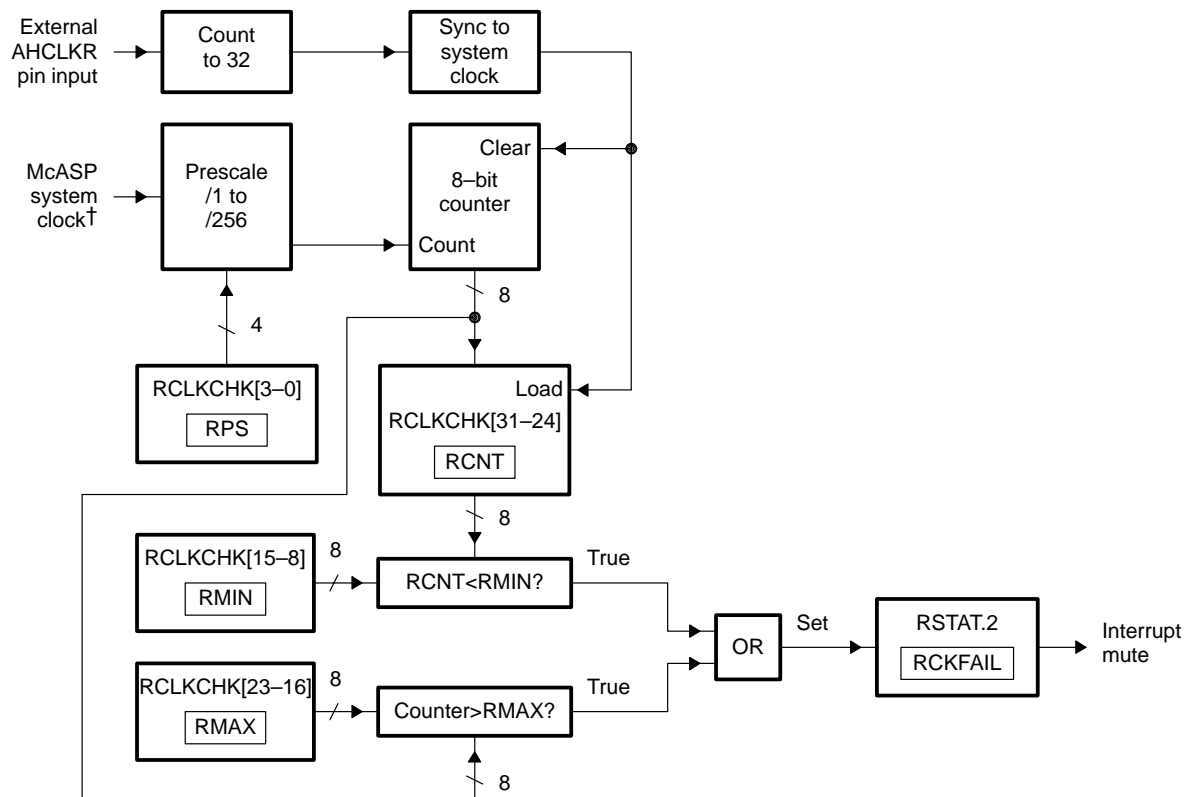 External
AHCLKR
pin input
Count
to 32
Sync to
system
clock
McASP
system
clock†
Prescale
/1 to
/256
Clear
8–bit
counter
Count
8
4
RCLKCHK[3–0]
RPS
Load
RCLKCHK[31–24]
RCNT
8
RCLKCHK[15–8]
RMIN
8
RCNT<RMIN?
True
RCLKCHK[23–16]
RMAX
8
Counter>RMAX?
True
8
OR
Set
RSTAT.2
RCKFAIL
Interrupt
mute